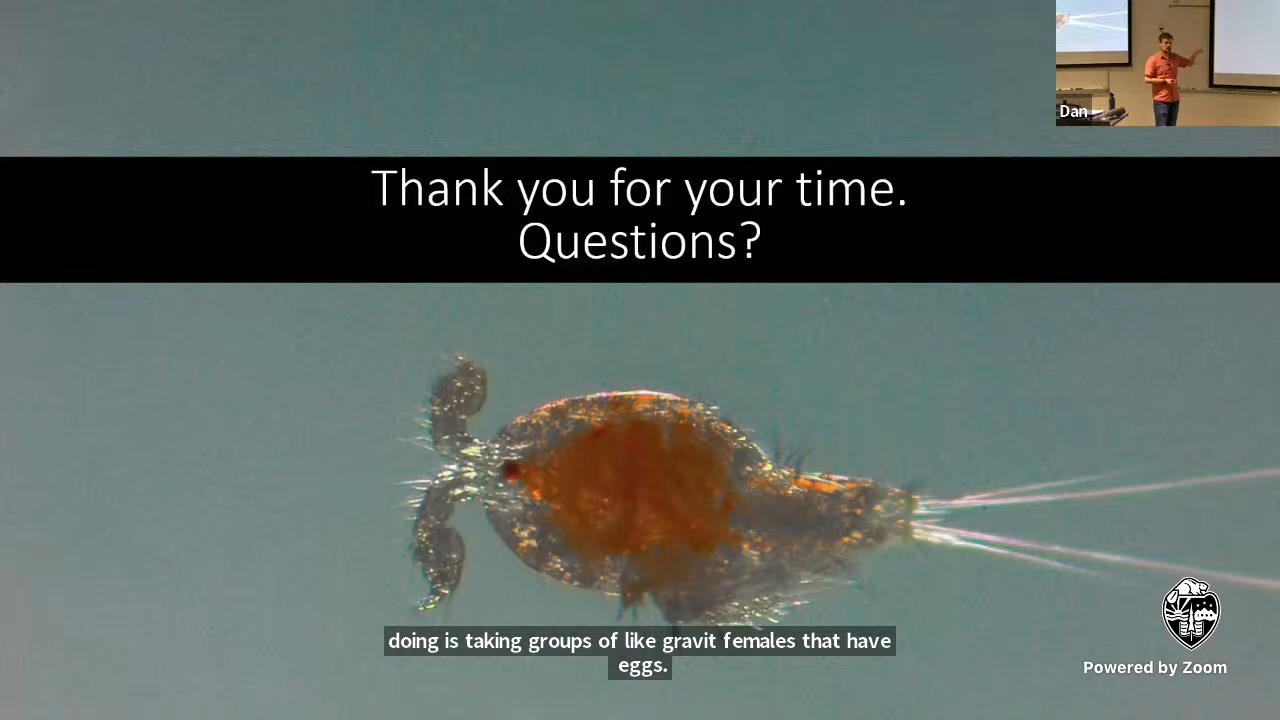 Dan
Thank you for your time.
Questions?
doing is taking groups of like gravit females that have
eggs.
Powered by Zoom